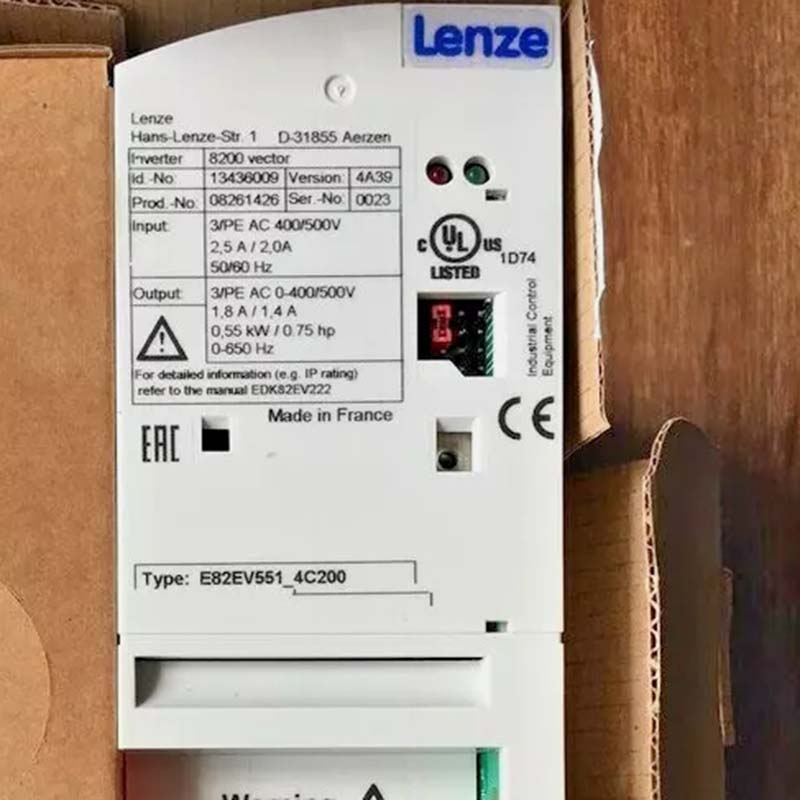 Lenze
Lenze
Hans-Lenze-Str. 1 D-31855 Aerzen
Inverter 8200 vector
Id.-No: 13436009 Version: 4A39
Prod.-No: 08261426 Ser.-No: 0023
Input: 3/PE AC 400/500V
2,5 A / 2,0A
50/60 Hz
Output: 3/PE AC 0-400/500V
1,8 A / 1,4 A
0,55 kW / 0.75 hp
0-650 Hz
For detailed information (e.g. IP rating)
refer to the manual EDK82EV222
Made in France
C UL US
LISTED
1D74
Industrial Control
Equipment
EAC
CE
Type: E82EV551_4C200
Warning